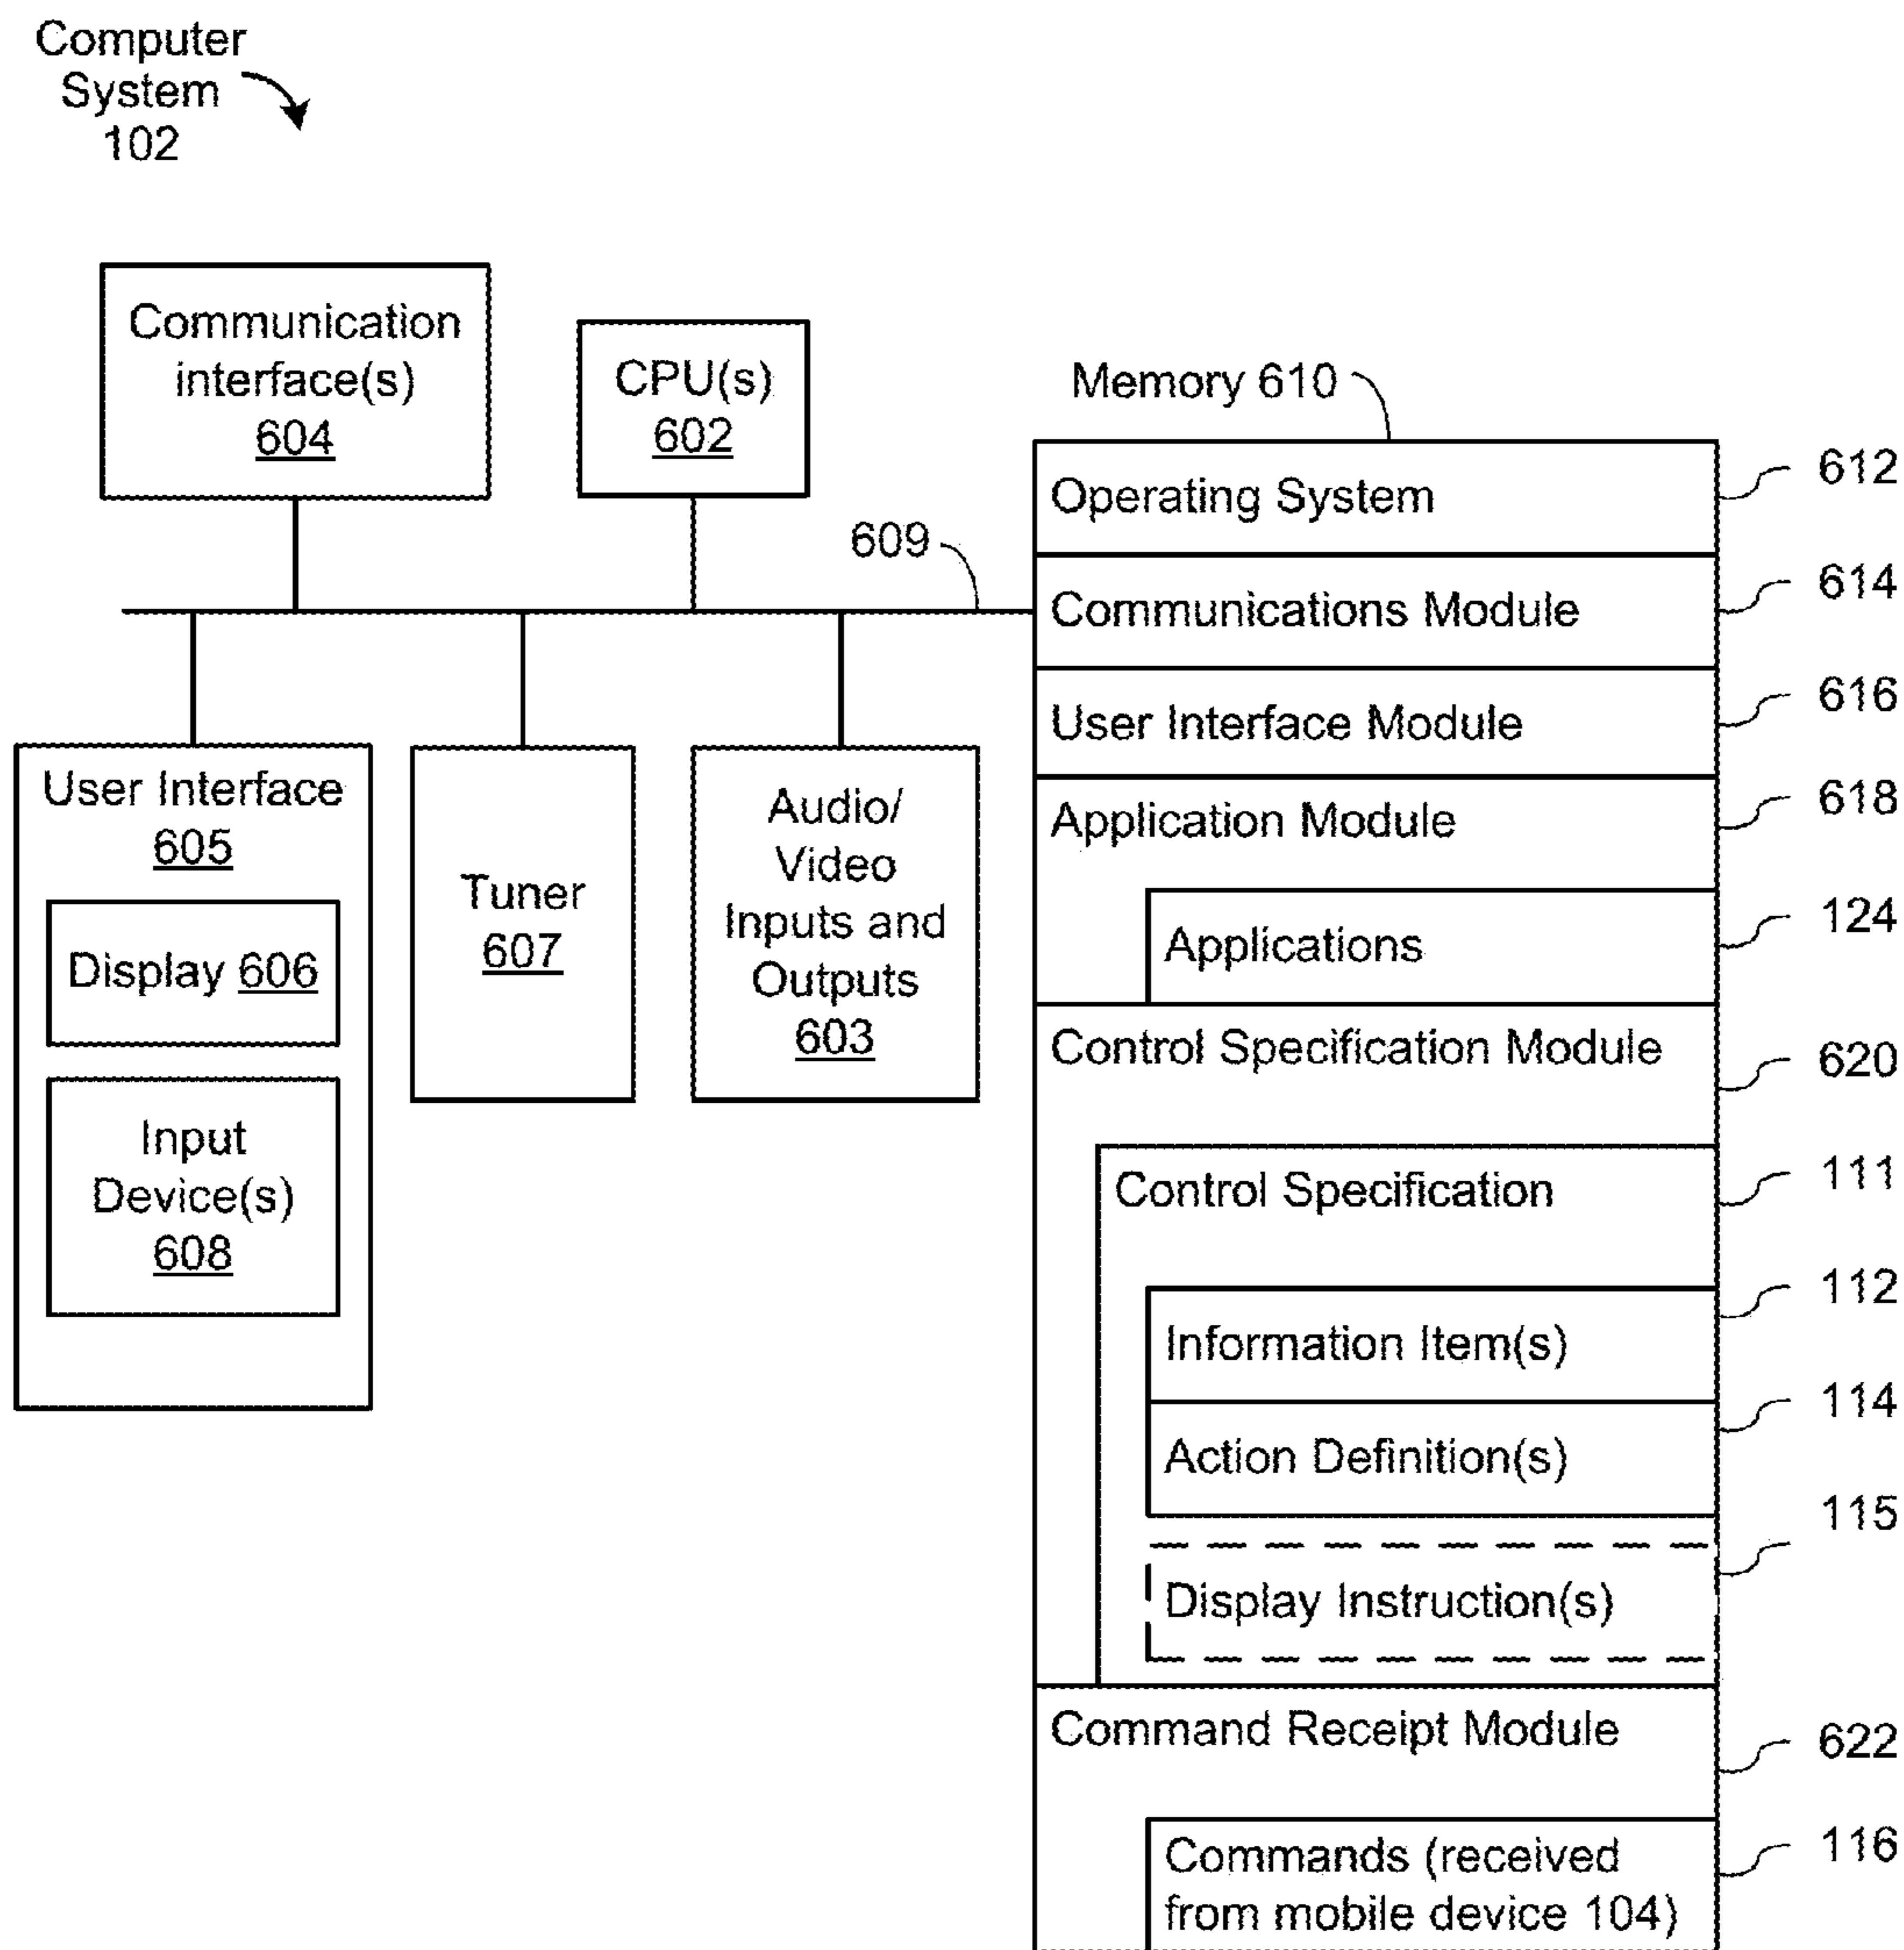 Computer
System
102
Communication
interface(s)
604
CPU(s)
602
609
User Interface
605
Display 606
Input
Device(s)
608
Tuner
607
Audio/
Video
Inputs and
Outputs
603
Memory 610
Operating System
612
Communications Module
614
User Interface Module
616
Application Module
618
Applications
124
Control Specification Module
620
Control Specification
111
Information Item(s)
112
Action Definition(s)
114
Display Instruction(s)
115
Command Receipt Module
622
Commands (received
from mobile device 104)
116